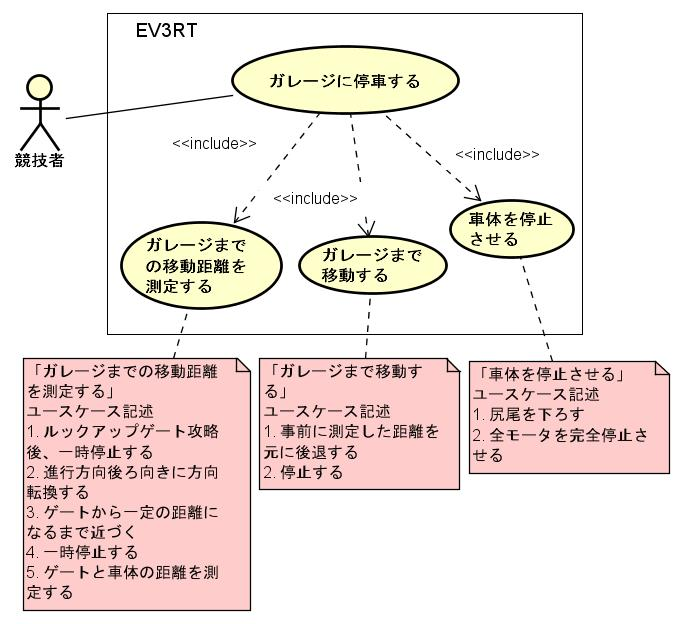 EV3RT
ガレージに停車する
競技者
<<include>>
<<include>>
<<include>>
ガレージまで
の移動距離を
測定する
ガレージまで
移動する
車体を停止
させる
「ガレージまでの移動距離
を測定する」
ユースケース記述
1. ルックアップゲート攻略
後、一時停止する
2. 進行方向後ろ向きに方向
転換する
3. ゲートから一定の距離に
なるまで近づく
4. 一時停止する
5. ゲートと車体の距離を測
定する
「ガレージまで移動す
る」
ユースケース記述
1. 事前に測定した距離を
元に後退する
2. 停止する
「車体を停止させる」
ユースケース記述
1. 尻尾を下ろす
2. 全モータを完全停止さ
せる